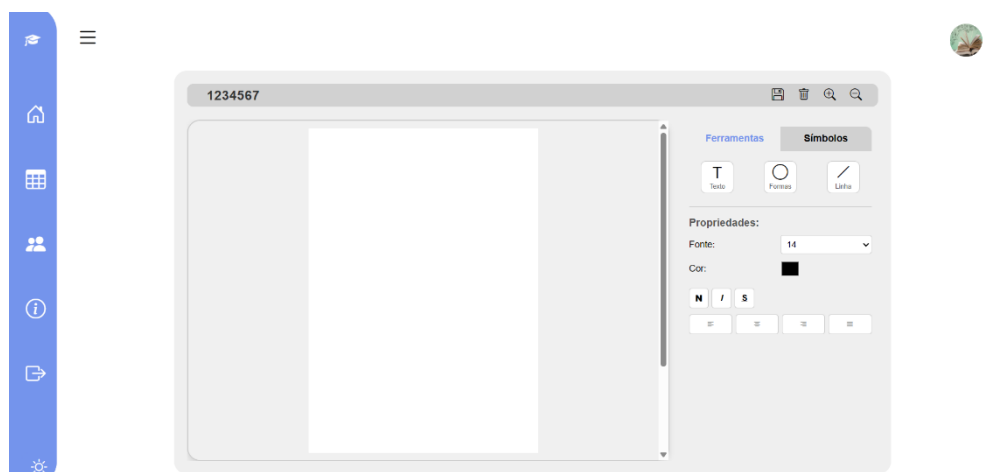 1234567
Ferramentas Símbolos
T
Texto Formas Linha
Propriedades:
Fonte: 14
Cor:
N I S